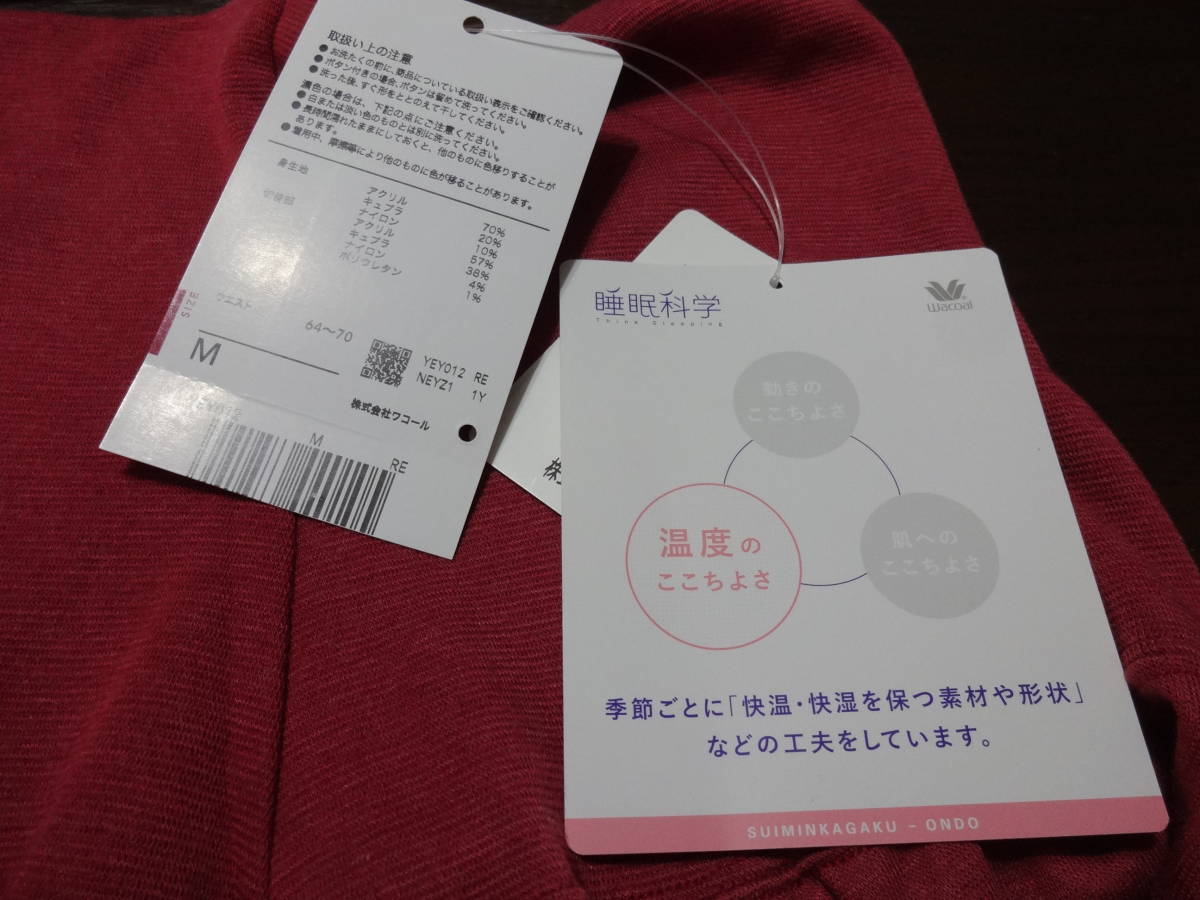 取扱い上の注意
● お洗たくの前に、商品についている取扱い表示をご確認ください。
● ボタン付きの場合、ボタンは留めて洗ってください。
● 洗った後、すぐ形をととのえて干してください。
濃色の場合は、下記の点にご注意ください。
● 白または淡い色のものとは別に洗ってください。
● 長時間濡れたままにしておくと、他のものに色移りすることが
あります。
● 着用中、摩擦等により他のものに色が移ることがあります。
身生地 アクリル 70%
キュプラ 20%
ナイロン 10%
アクリル 57%
キュプラ 38%
ナイロン 4%
ポリウレタン 1%
SIZE
ウエスト
64～70
M
YEY012 RE
NEYZ1 1Y
株式会社ワコール
M
RE
株
睡眠科学
Think Sleeping
Wacoal
動きの
ここちよさ
温度の
ここちよさ
肌への
ここちよさ
季節ごとに「快温・快湿を保つ素材や形状」
などの工夫をしています。
SUIMINKAGAKU – ONDO